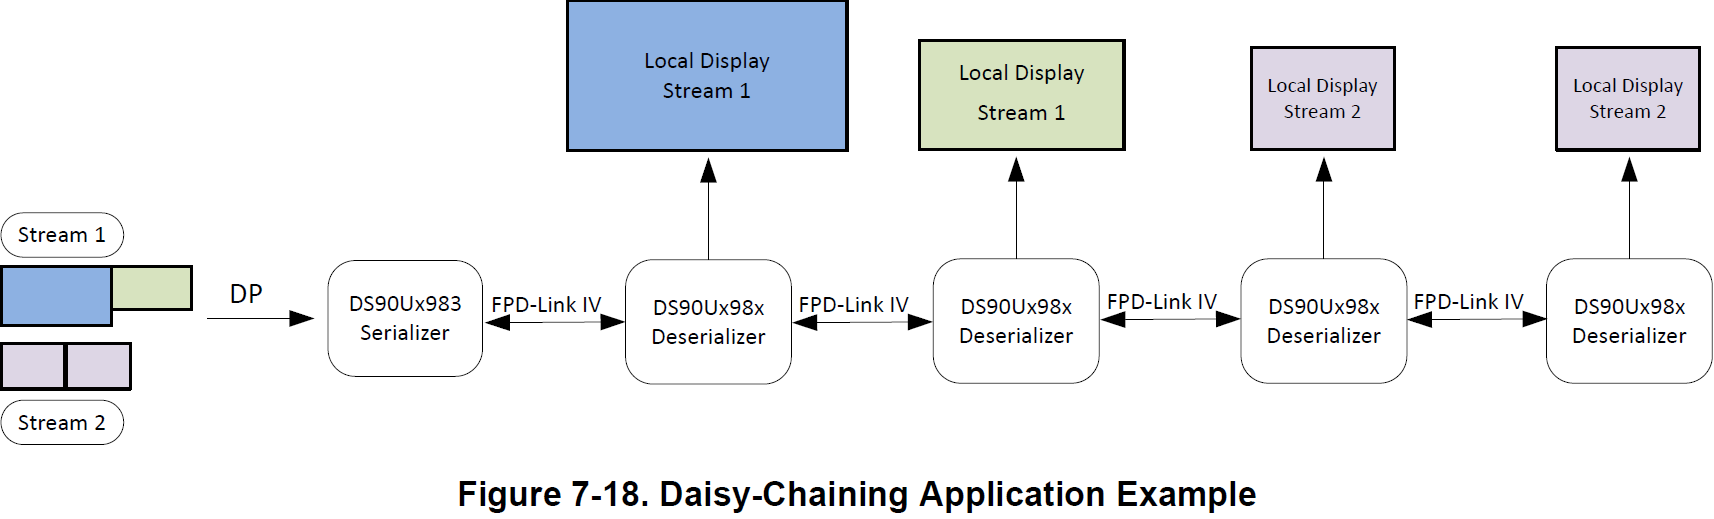 Local Display
Stream 1
Local Display
Stream 1
Local Display
Stream 2
Local Display
Stream 2
Stream 1
DP
DS90Ux983
Serializer
FPD-Link IV
DS90Ux98x
Deserializer
FPD-Link IV
DS90Ux98x
Deserializer
FPD-Link IV
DS90Ux98x
Deserializer
FPD-Link IV
DS90Ux98x
Deserializer
Stream 2
Figure 7-18. Daisy-Chaining Application Example